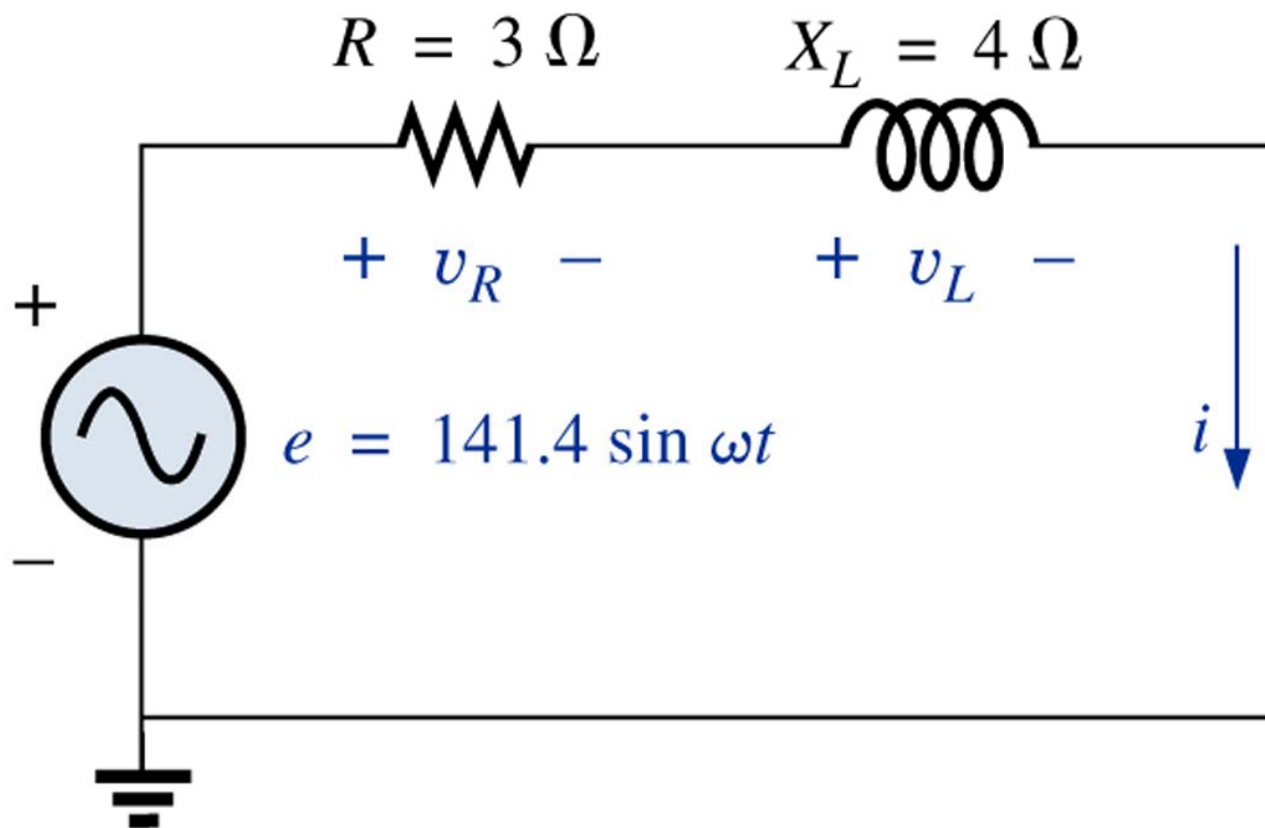 R = 3 Ω
X_L = 4 Ω
+ v_R −
+ v_L −
+
e = 141.4 sin ωt
i
−